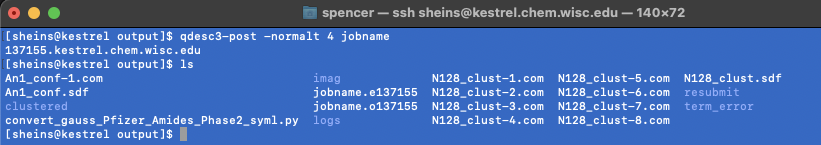 spencer — ssh sheins@kestrel.chem.wisc.edu — 140×72
[sheins@kestrel output]$ qdesc3-post -normalt 4 jobname
137155.kestrel.chem.wisc.edu
[sheins@kestrel output]$ ls
An1_conf-1.com imag N128_clust-1.com N128_clust-5.com N128_clust.sdf
An1_conf.sdf jobname.e137155 N128_clust-2.com N128_clust-6.com resubmit
clustered jobname.o137155 N128_clust-3.com N128_clust-7.com term_error
convert_gauss_Pfizer_Amides_Phase2_syml.py logs N128_clust-4.com N128_clust-8.com
[sheins@kestrel output]$